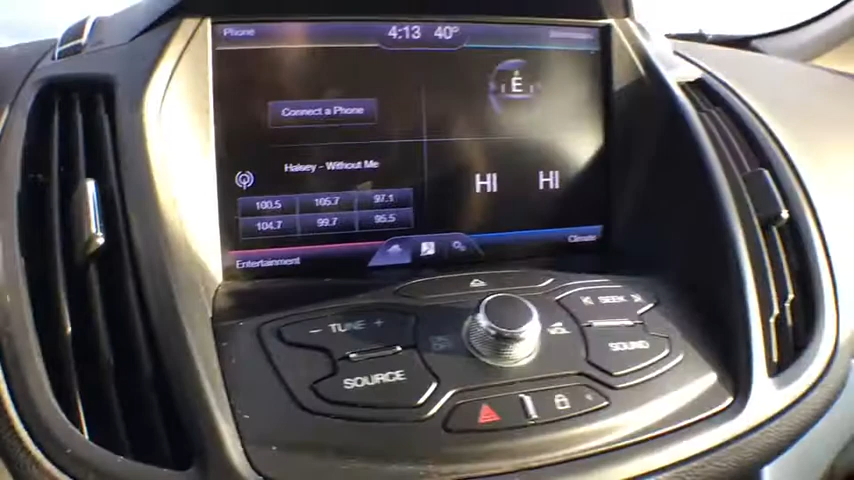 Phone
4:13 40°
E
Connect a Phone
Halsey - Without Me
HI HI
100.5 105.7 97.1
104.7 99.7 95.5
Entertainment
Climate
- TUNE +
VOL
SEEK
SOURCE
SOUND